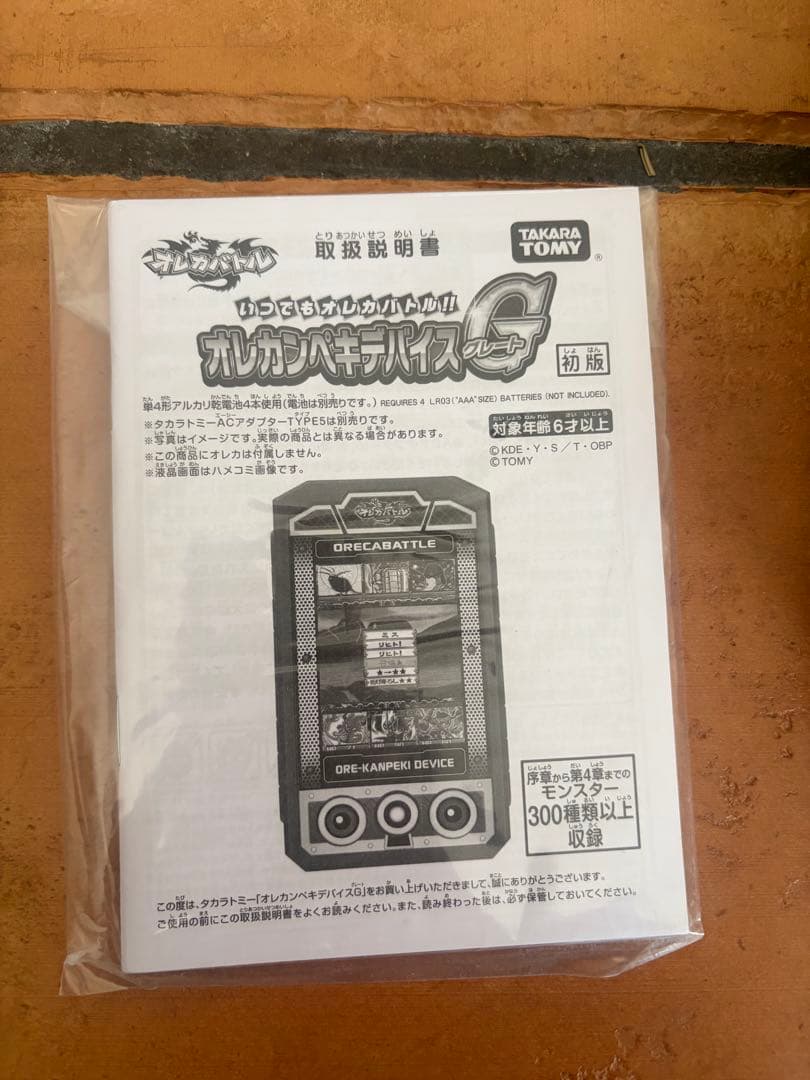 オレカバトル
取扱説明書
とりあつかいせつめいしょ
TAKARA
TOMY
®
いつでもオレカバトル!!
オレカンペキデバイスG
グレート
初版
しょはん
単4形アルカリ乾電池4本使用(電池は別売りです。) REQUIRES 4 LR03("AAA"SIZE) BATTERIES (NOT INCLUDED).
※タカラトミーACアダプターTYPE5は別売りです。
※写真はイメージです。実際の商品とは異なる場合があります。
※この商品にオレカは付属しません。
※液晶画面はハメコミ画像です。
対象年齢6才以上
©KDE・Y・S／T・OBP
©TOMY
オレカバトル
ORECABATTLE
ミス
リヒト!
リヒト!
★→★★
ORE-KANPEKI DEVICE
序章から第4章までの
モンスター
300種類以上
収録
この度は、タカラトミー「オレカンペキデバイスG」をお買い上げいただきまして、誠にありがとうございます。
ご使用の前にこの取扱説明書をよくお読みください。また、読み終わった後は、必ず保管しておいてください。